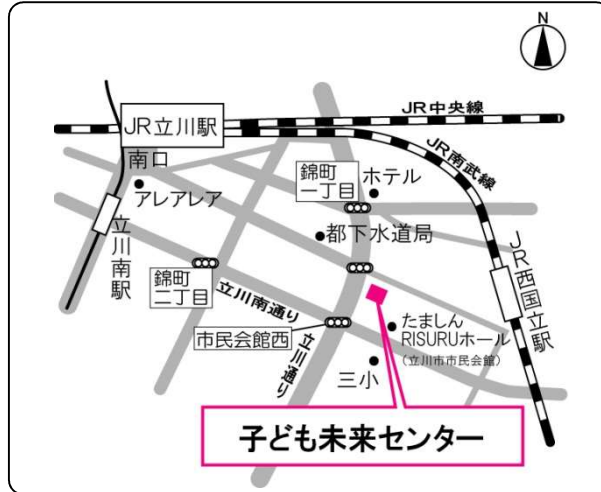 N
JR中央線
JR立川駅
南口
JR南武線
錦町
一丁目
ホテル
アレアレア
立川南駅
都下水道局
JR西国立駅
錦町
二丁目
立川南通り
たましん
RISURUホール
(立川市市民会館)
市民会館西
立川通り
三小
子ども未来センター